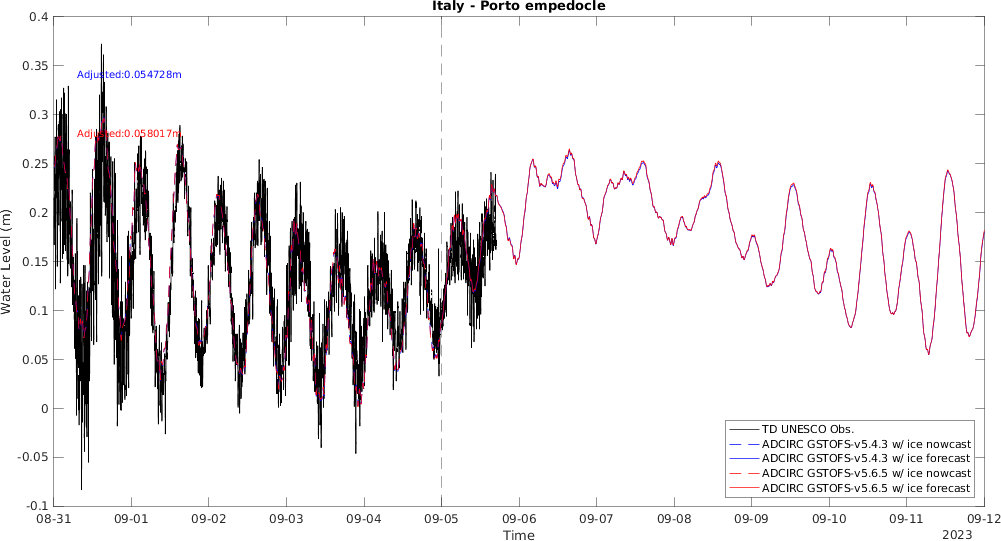 Italy - Porto empedocle
Water Level (m)
0.4
0.35
0.3
0.25
0.2
0.15
0.1
0.05
0
-0.05
-0.1
Adjusted:0.054728m
Adjusted:0.058017m
TD UNESCO Obs.
ADCIRC GSTOFS-v5.4.3 w/ ice nowcast
ADCIRC GSTOFS-v5.4.3 w/ ice forecast
ADCIRC GSTOFS-v5.6.5 w/ ice nowcast
ADCIRC GSTOFS-v5.6.5 w/ ice forecast
08-31 09-01 09-02 09-03 09-04 09-05 09-06 09-07 09-08 09-09 09-10 09-11 09-12
Time
2023